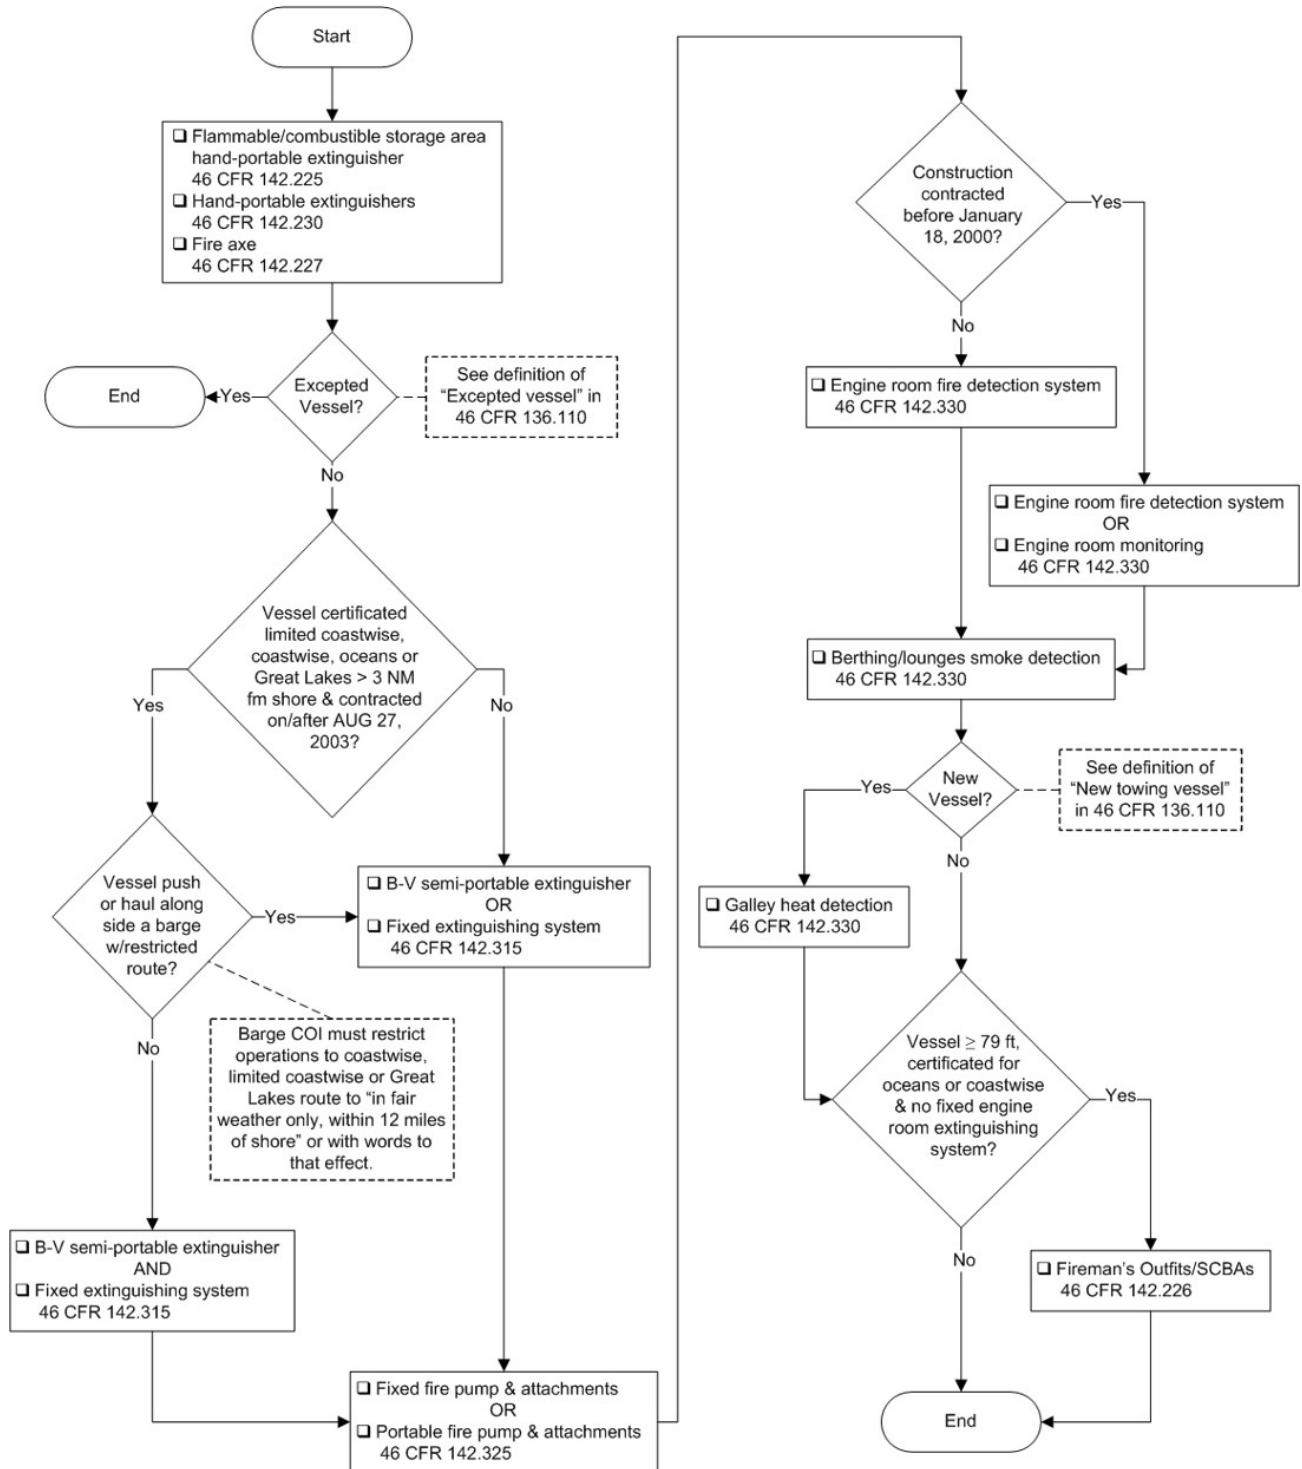 Start
❑ Flammable/combustible storage area
hand-portable extinguisher
46 CFR 142.225
❑ Hand-portable extinguishers
46 CFR 142.230
❑ Fire axe
46 CFR 142.227
Excepted
Vessel?
Yes
End
See definition of
“Excepted vessel” in
46 CFR 136.110
No
Vessel certificated
limited coastwise,
coastwise, oceans or
Great Lakes > 3 NM
fm shore & contracted
on/after AUG 27,
2003?
Yes
No
Vessel push
or haul along
side a barge
w/restricted
route?
Yes
❑ B-V semi-portable extinguisher
OR
❑ Fixed extinguishing system
46 CFR 142.315
Barge COI must restrict
operations to coastwise,
limited coastwise or Great
Lakes route to “in fair
weather only, within 12 miles
of shore” or with words to
that effect.
No
❑ B-V semi-portable extinguisher
AND
❑ Fixed extinguishing system
46 CFR 142.315
❑ Fixed fire pump & attachments
OR
❑ Portable fire pump & attachments
46 CFR 142.325
Construction
contracted
before January
18, 2000?
Yes
No
❑ Engine room fire detection system
46 CFR 142.330
❑ Engine room fire detection system
OR
❑ Engine room monitoring
46 CFR 142.330
❑ Berthing/lounges smoke detection
46 CFR 142.330
New
Vessel?
Yes
See definition of
“New towing vessel”
in 46 CFR 136.110
No
❑ Galley heat detection
46 CFR 142.330
Vessel ≥ 79 ft,
certificated for
oceans or coastwise
& no fixed engine
room extinguishing
system?
Yes
No
❑ Fireman’s Outfits/SCBAs
46 CFR 142.226
End